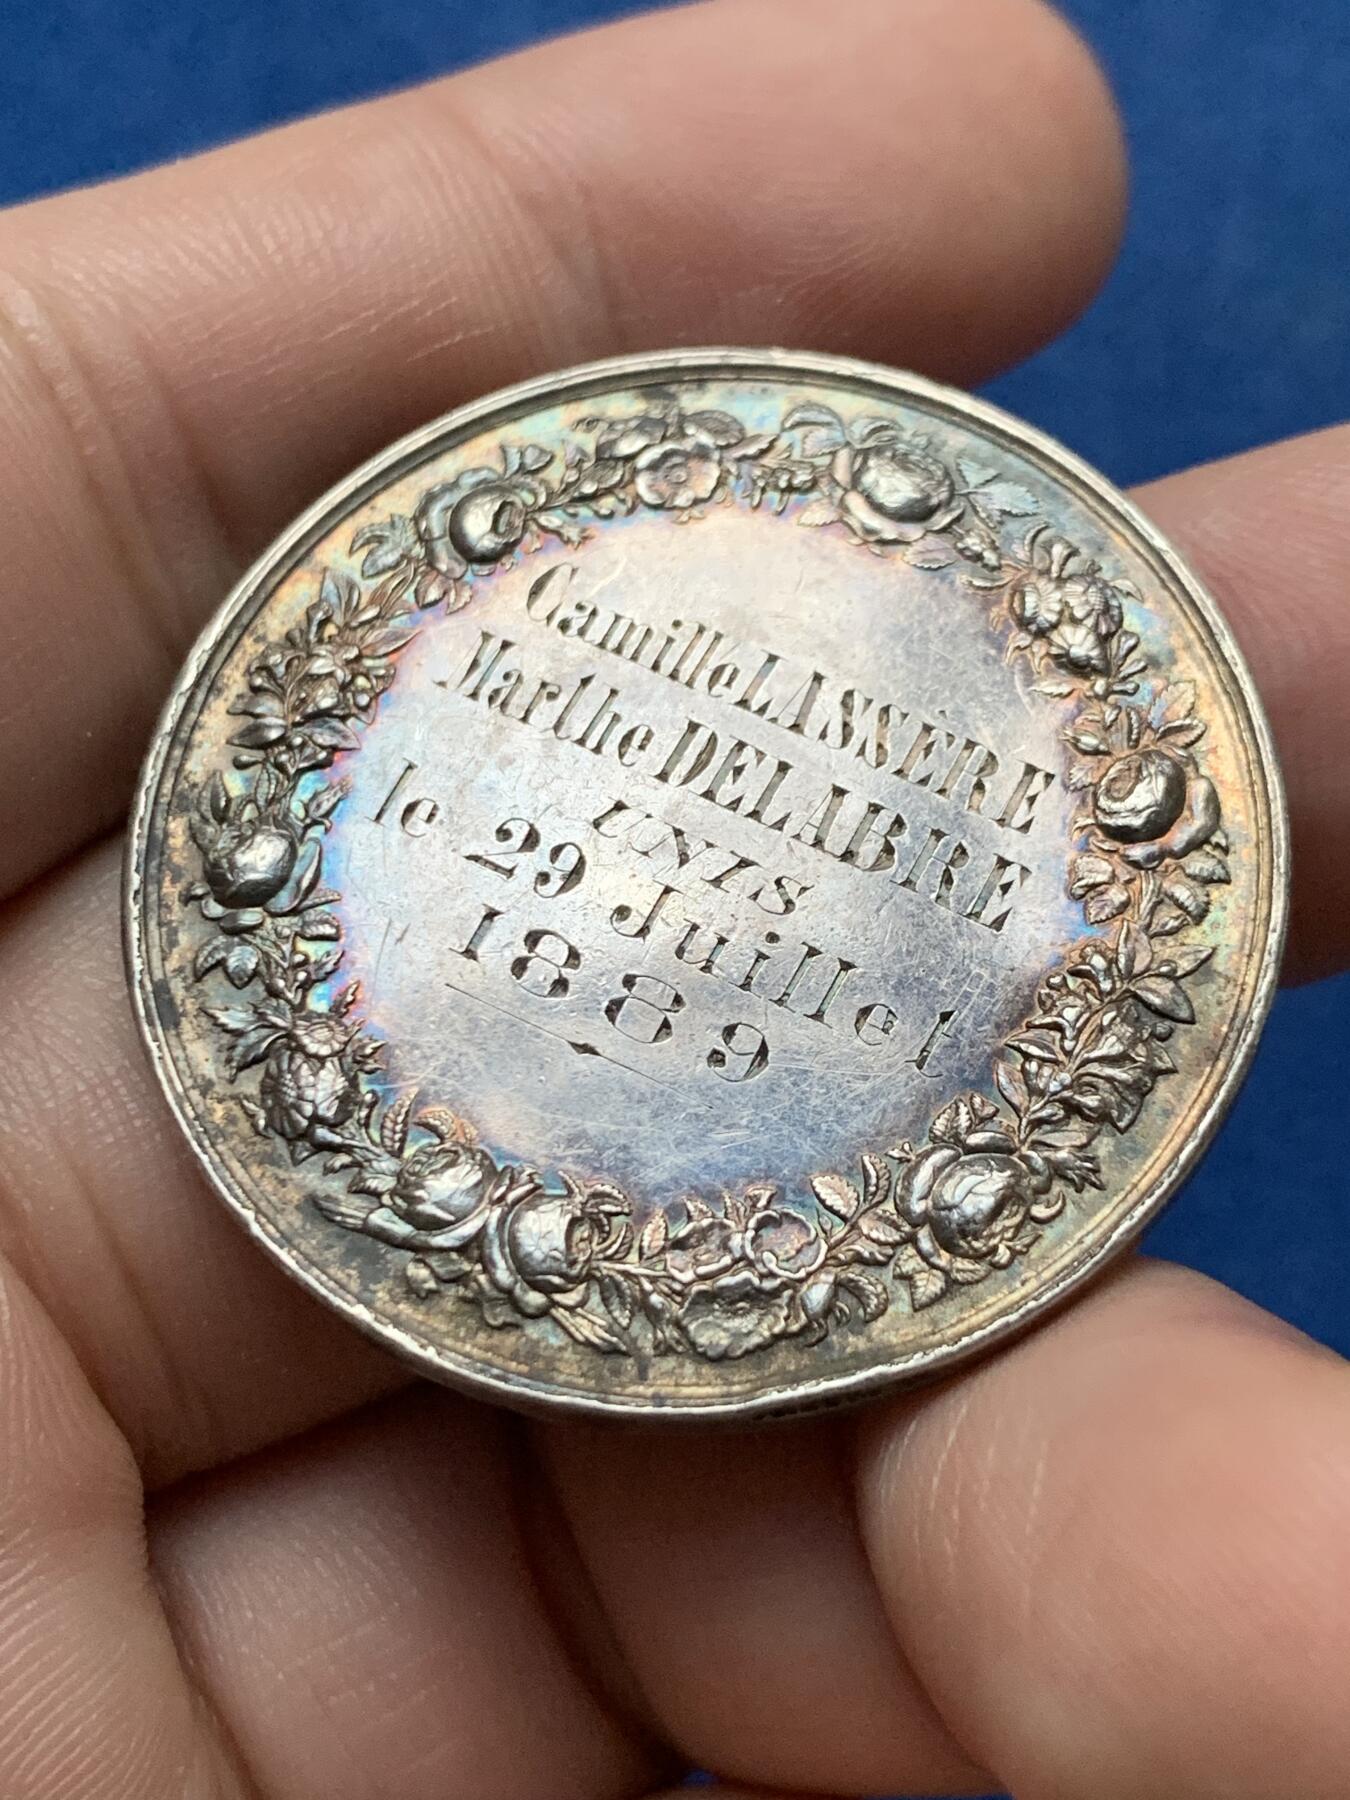 Camille LASSÈRE
Marthe DELABRE
UNIS
le 29 Juillet
1889